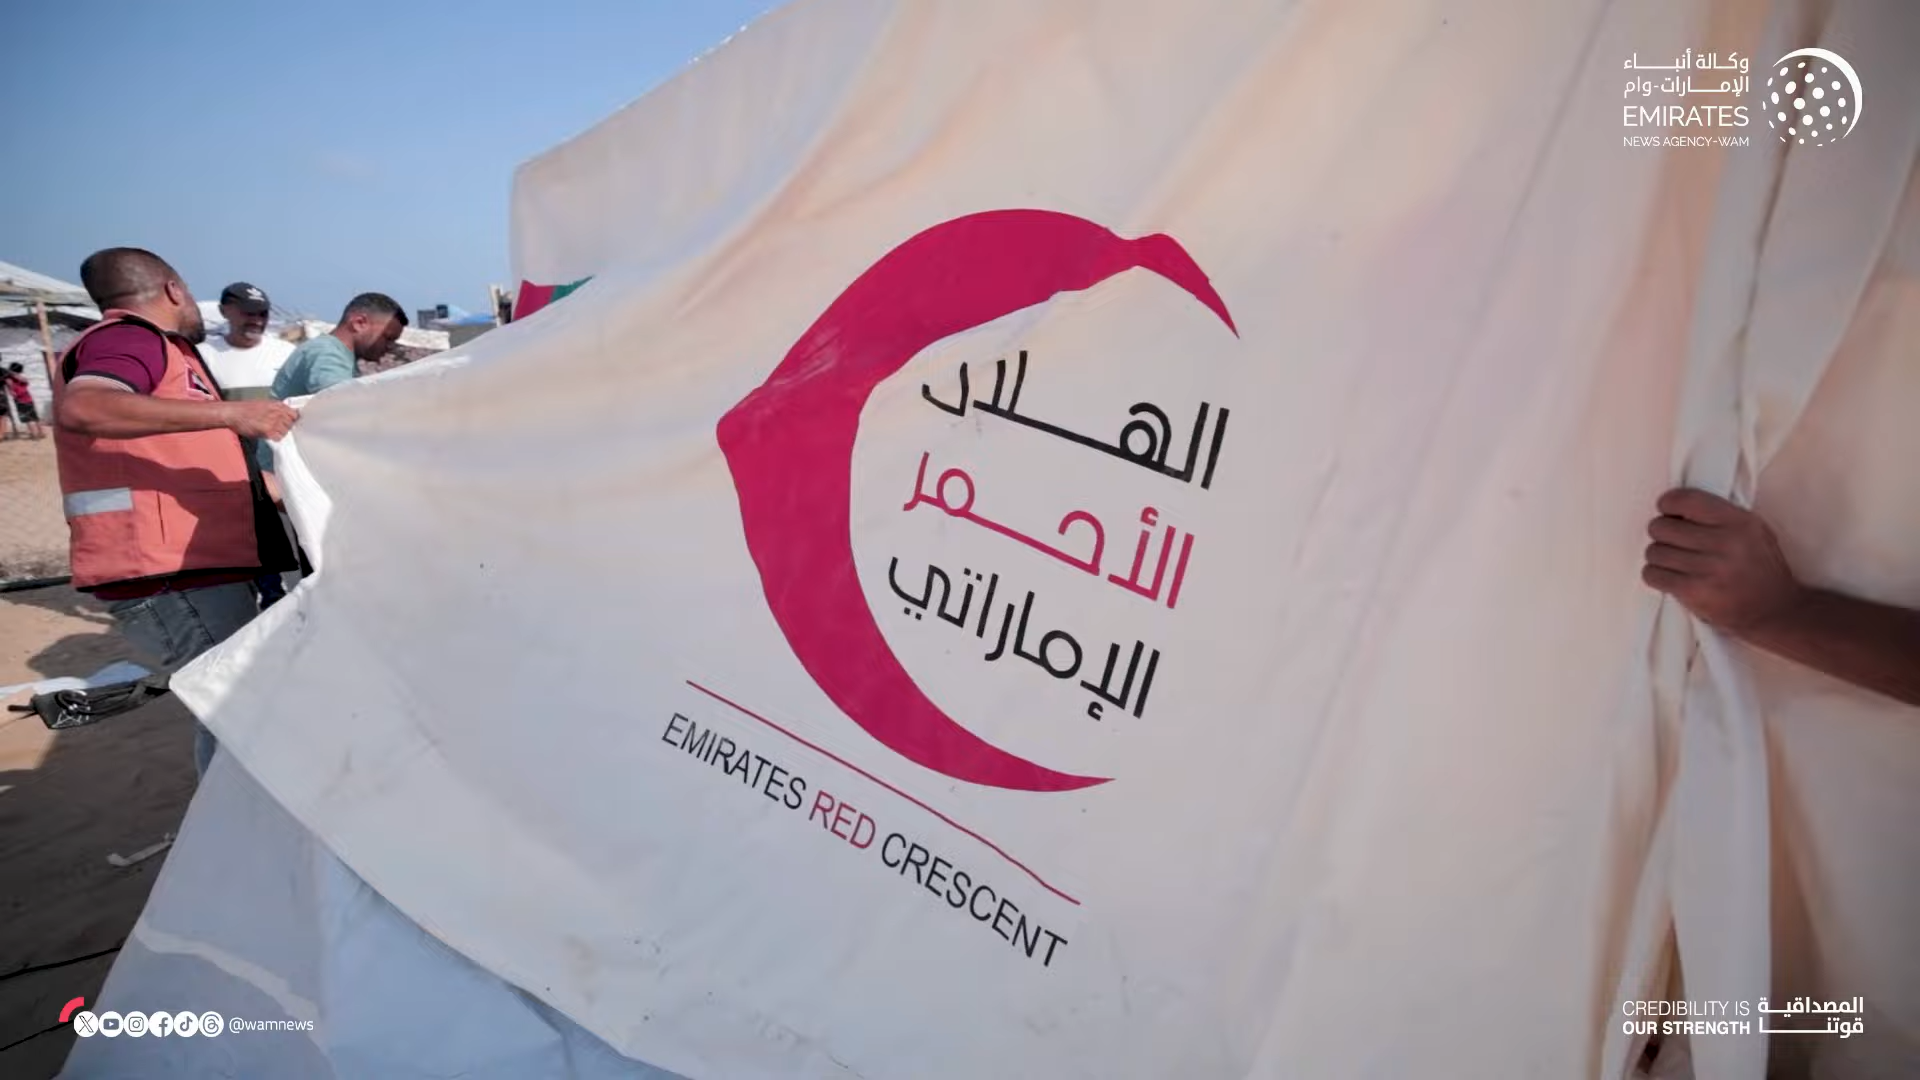 وكالة أنباء
الإمارات-وام
EMIRATES
NEWS AGENCY-WAM
الهلال
الأحمر
الإماراتي
EMIRATES RED CRESCENT
@wamnews
CREDIBILITY IS
OUR STRENGTH
المصداقية
قوتنا